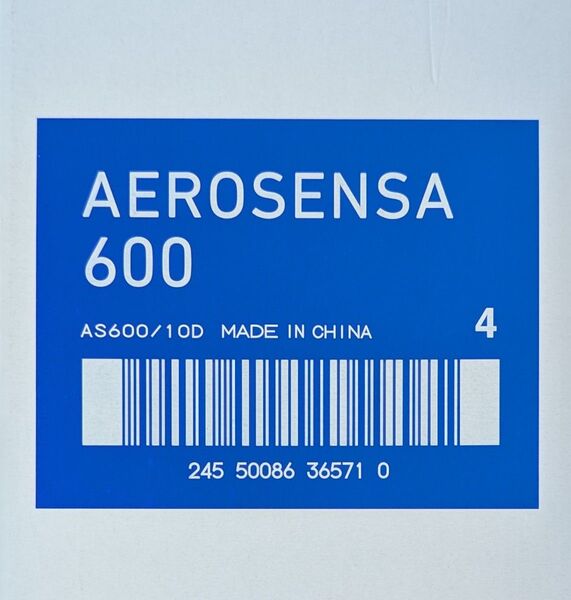 AEROSENSA
600
AS600/10D MADE IN CHINA 4
245 50086 36571 0